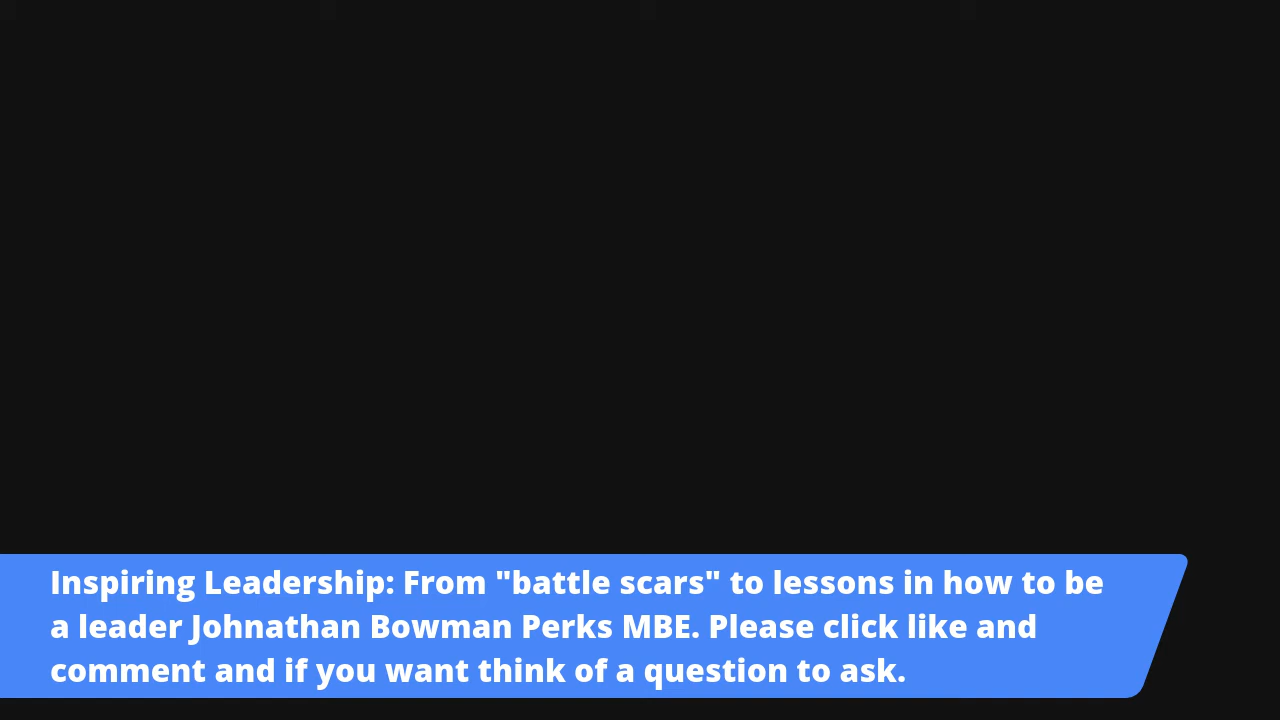 Inspiring Leadership: From "battle scars" to lessons in how to be
a leader Johnathan Bowman Perks MBE. Please click like and
comment and if you want think of a question to ask.